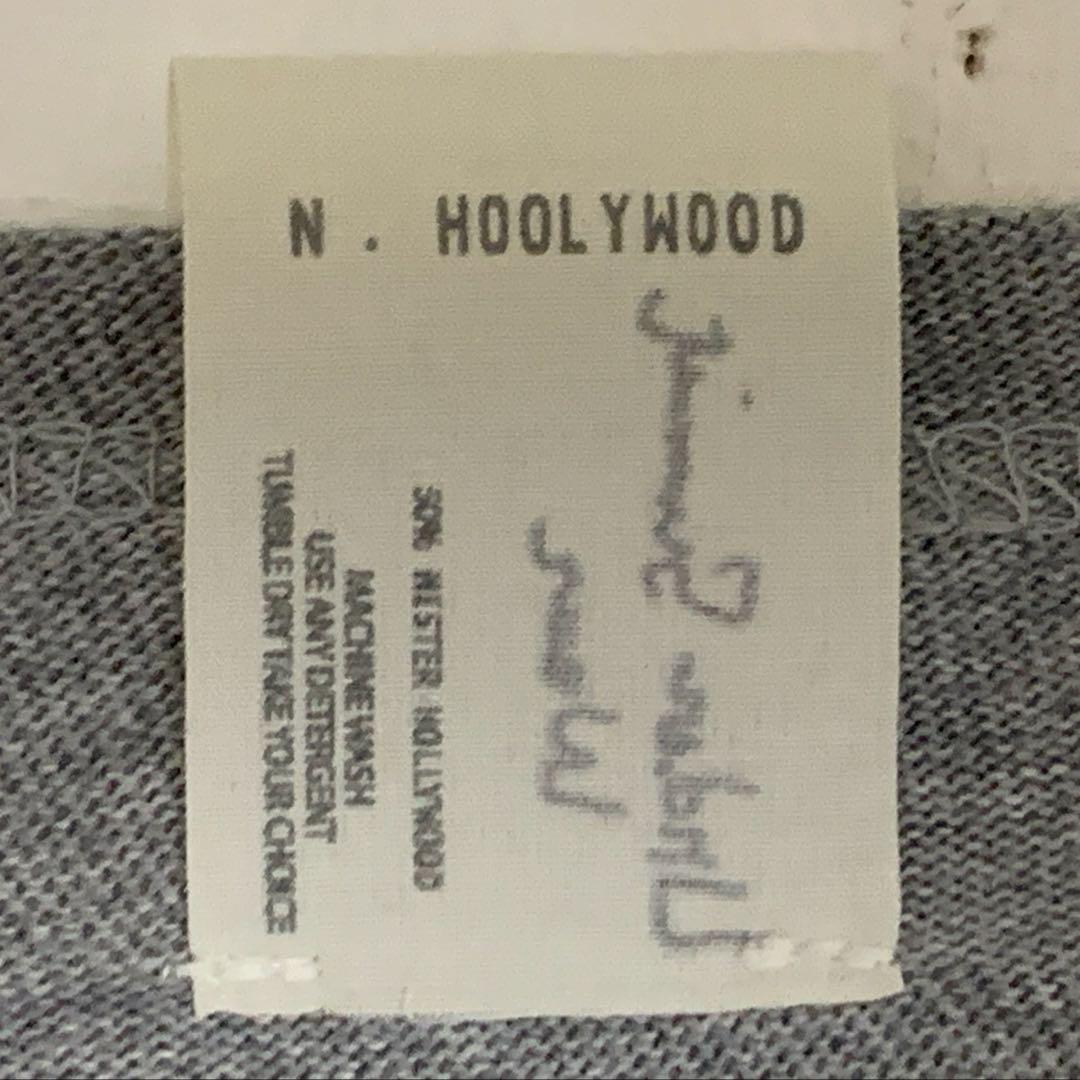 N. HOOLYWOOD
50% MISTER HOLLYWOOD
MACHINE WASH
USE ANY DETERGENT
TUMBLE DRY TAKE YOUR CHOICE